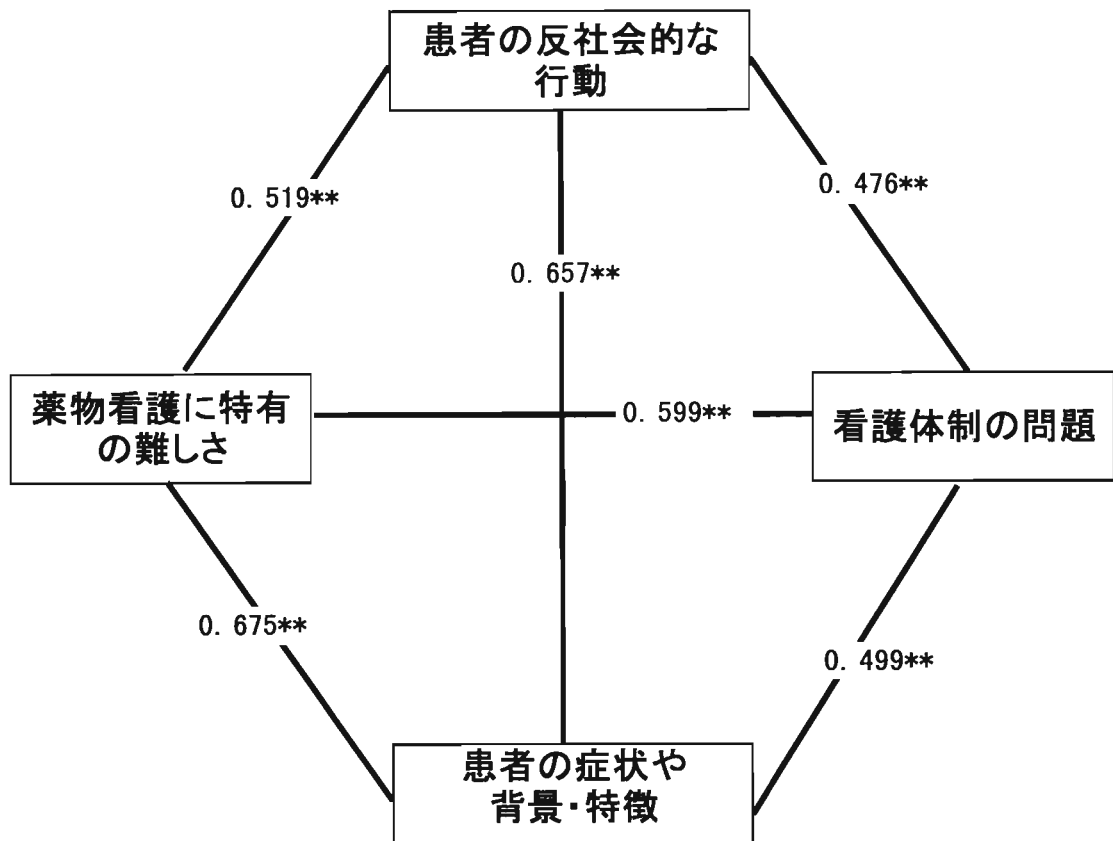 患者の反社会的な
行動
0.519**
0.476**
0.657**
薬物看護に特有
の難しさ
0.599**
看護体制の問題
0.675**
0.499**
患者の症状や
背景・特徴